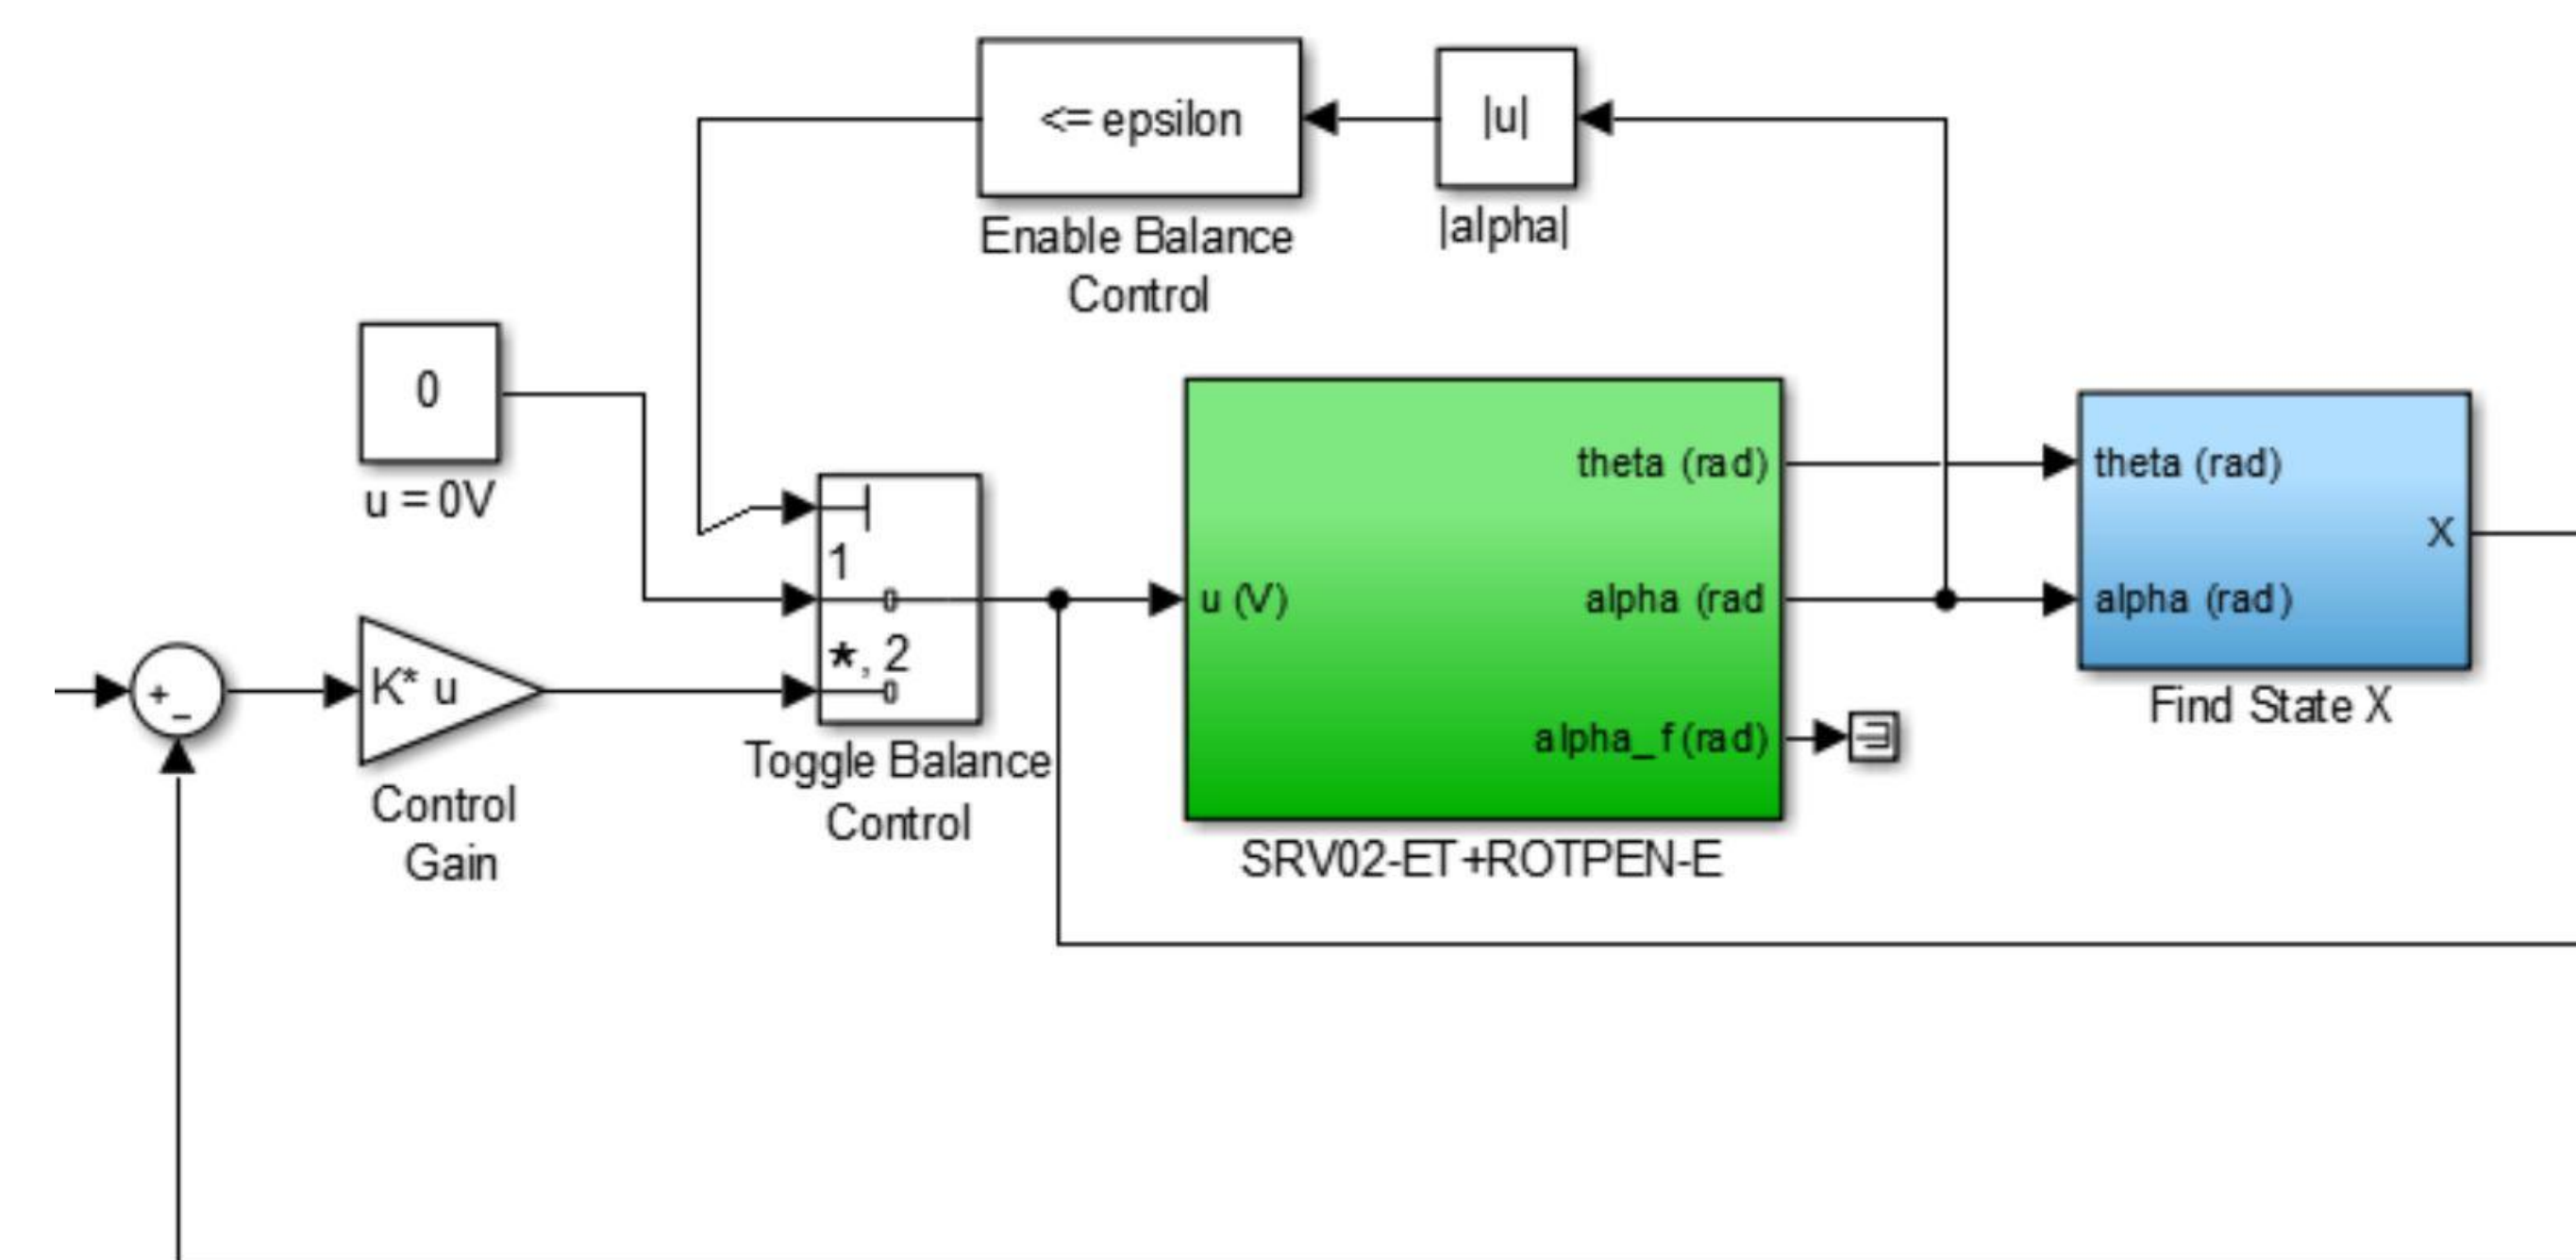 <= epsilon
Enable Balance
Control
|u|
|alpha|
0
u = 0V
1
*, 2
Toggle Balance
Control
+
−
K* u
Control
Gain
u (V)
theta (rad)
alpha (rad
alpha_f (rad)
SRV02-ET+ROTPEN-E
theta (rad)
alpha (rad)
X
Find State X